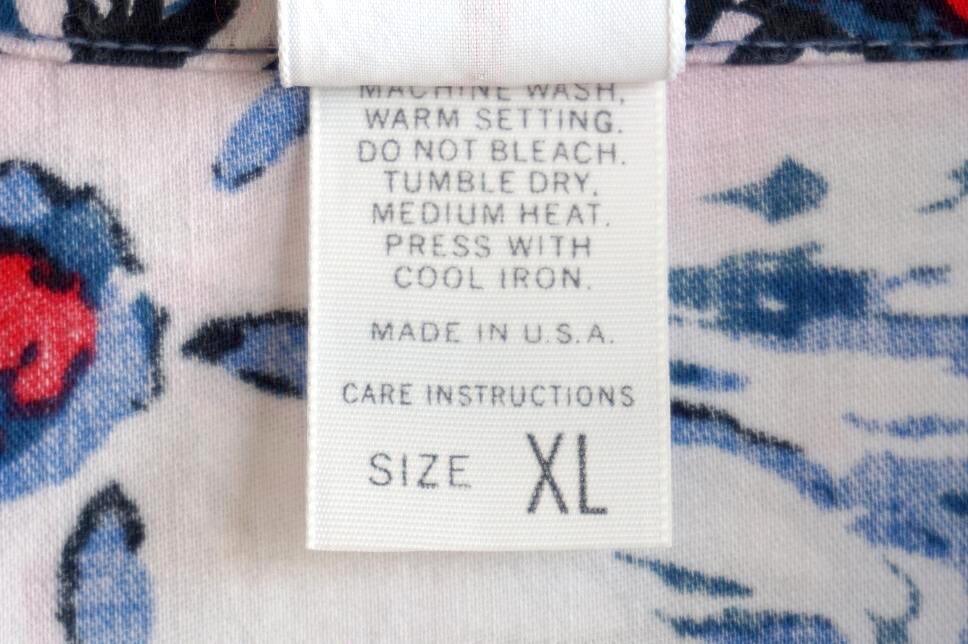 MACHINE WASH,
WARM SETTING.
DO NOT BLEACH.
TUMBLE DRY,
MEDIUM HEAT.
PRESS WITH
COOL IRON.
MADE IN U.S.A.
CARE INSTRUCTIONS
SIZE XL